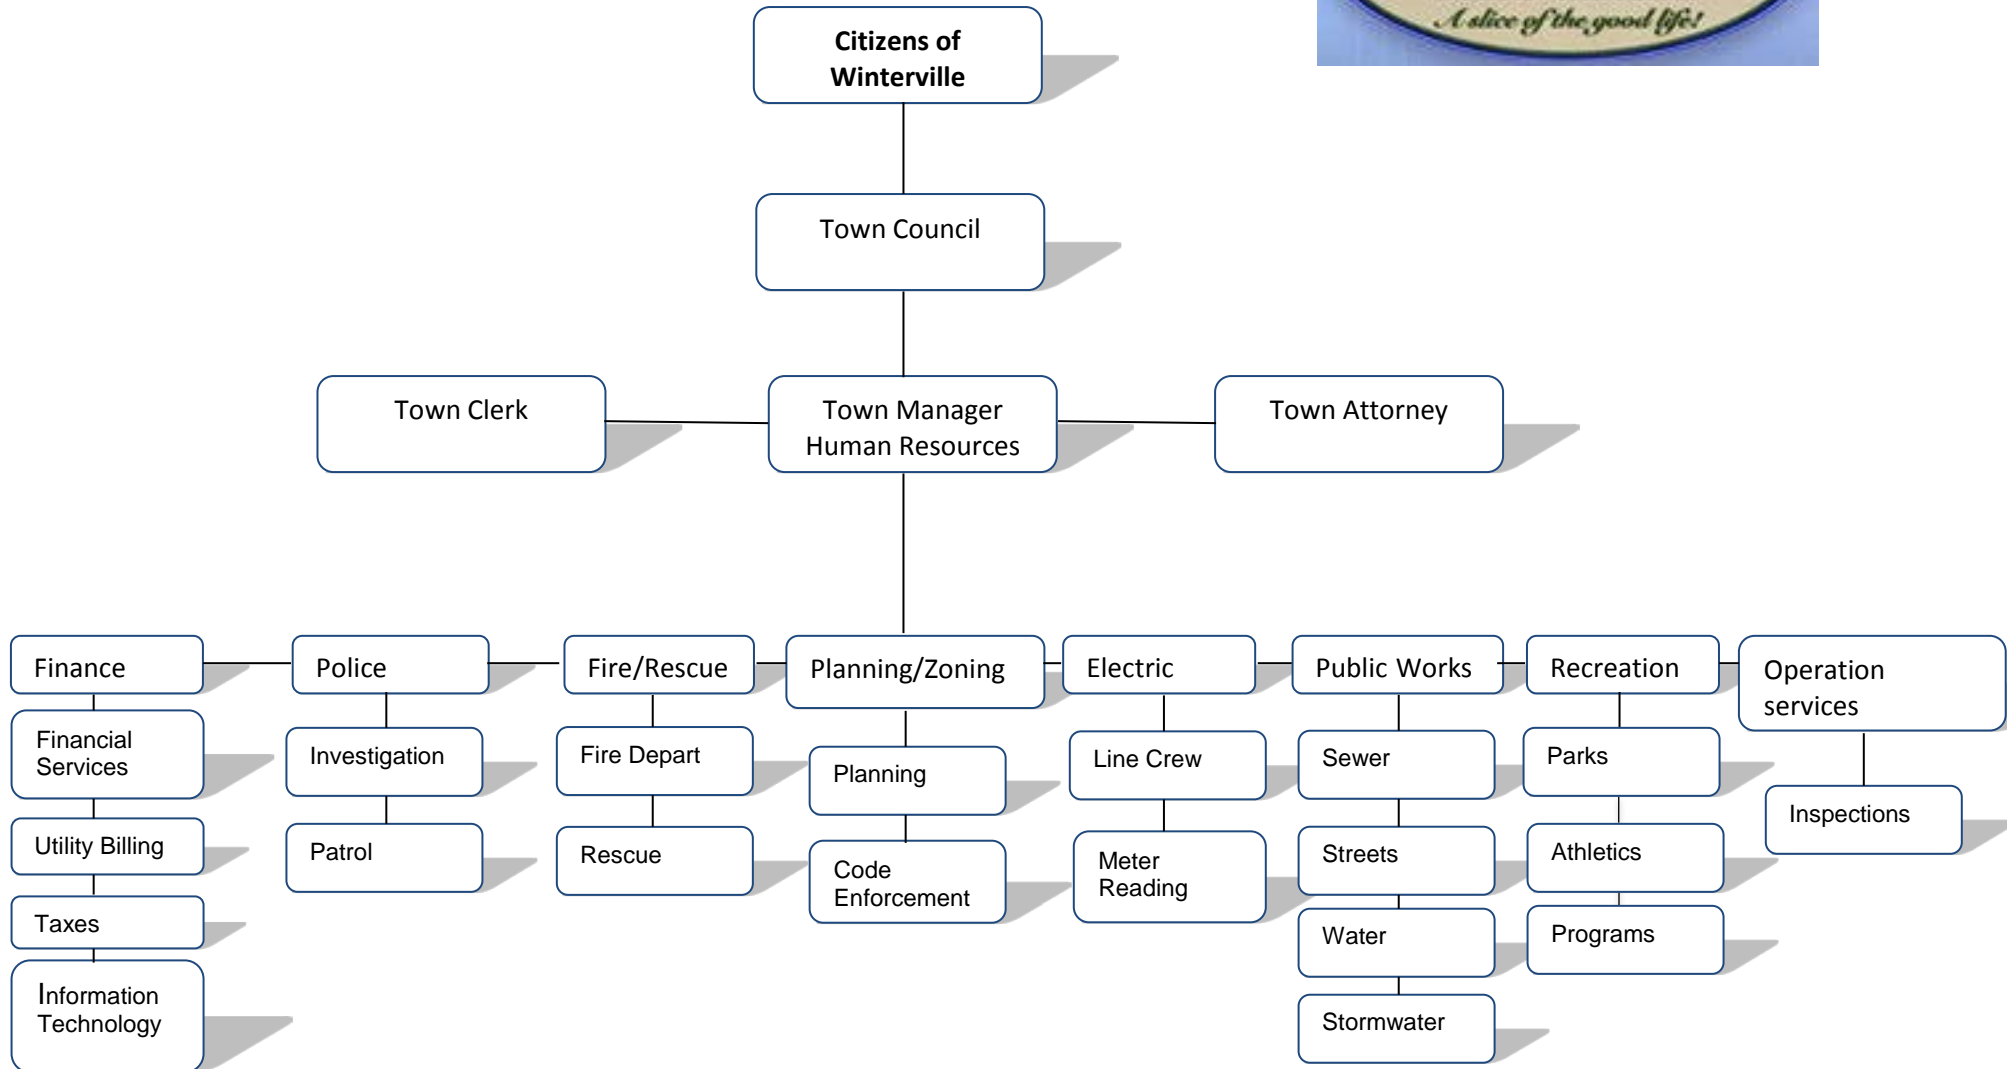 A slice of the good life!
Citizens of
Winterville
Town Council
Town Clerk
Town Manager
Human Resources
Town Attorney
Finance
Police
Fire/Rescue
Planning/Zoning
Electric
Public Works
Recreation
Operation
services
Financial
Services
Utility Billing
Taxes
Information
Technology
Investigation
Patrol
Fire Depart
Rescue
Planning
Code
Enforcement
Line Crew
Meter
Reading
Sewer
Streets
Water
Stormwater
Parks
Athletics
Programs
Inspections